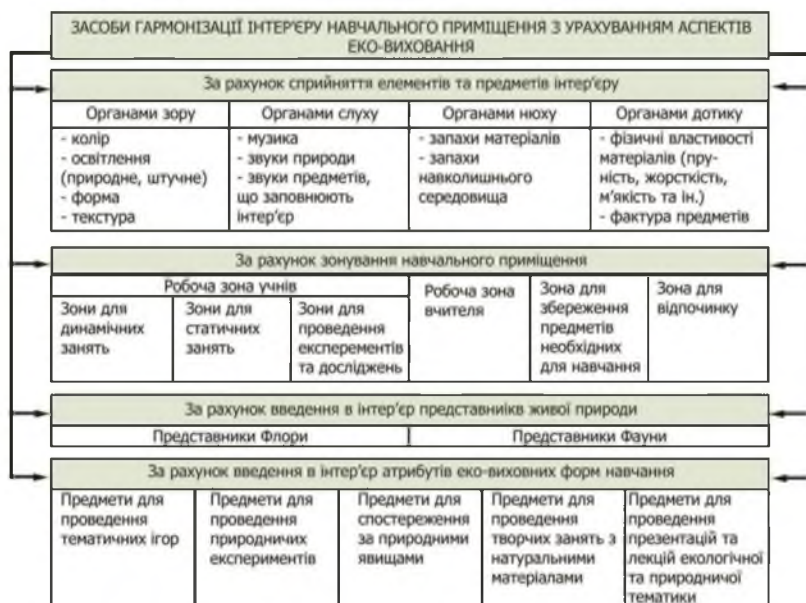 ЗАСОБИ ГАРМОНІЗАЦІЇ ІНТЕР'ЄРУ НАВЧАЛЬНОГО ПРИМІЩЕННЯ З УРАХУВАННЯМ АСПЕКТІВ
ЕКО-ВИХОВАННЯ
За рахунок сприйняття елементів та предметів інтер'єру
Органами зору
- колір
- освітлення
(природне, штучне)
- форма
- текстура
Органами слуху
- музика
- звуки природи
- звуки предметів,
що заповнюють
інтер'єр
Органами нюху
- запахи матеріалів
- запахи
навколишнього
середовища
Органами дотику
- фізичні властивості
матеріалів (пру-
ність, жорсткість,
м'якість та ін.)
- фактура предметів
За рахунок зонування навчального приміщення
Робоча зона учнів
Зони для
динамічних
занять
Зони для
статичних
занять
Зони для
проведення
експерементів
та досліджень
Робоча зона
вчителя
Зона для
збереження
предметів
необхідних
для навчання
Зона для
відпочинку
За рахунок введення в інтер'єр представниікв живої природи
Представники Флори
Представники Фауни
За рахунок введення в інтер'єр атрибутів еко-виховних форм навчання
Предмети для
проведення
тематичних ігор
Предмети для
проведення
природничих
експериментів
Предмети для
спостереження
за природними
явищами
Предмети для
проведення
творчих занять з
натуральними
матеріалами
Предмети для
проведення
презентацій та
лекцій екологічної
та природничої
тематики